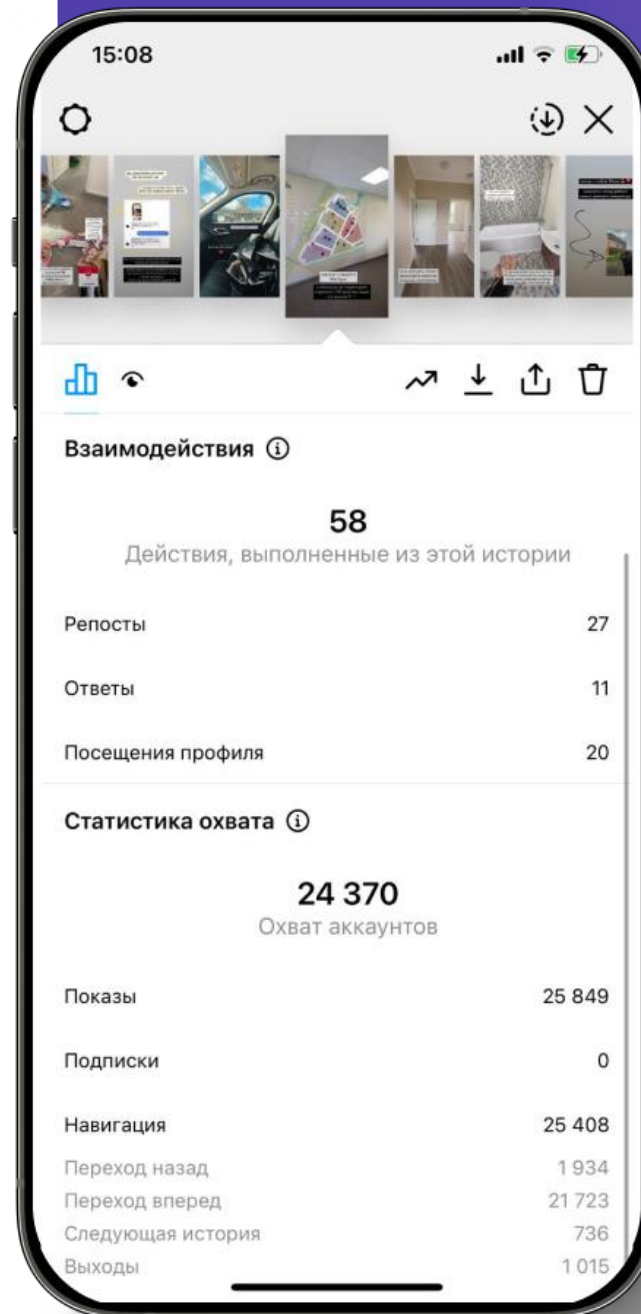 15:08
Взаимодействия
58
Действия, выполненные из этой истории
Репосты 27
Ответы 11
Посещения профиля 20
Статистика охвата
24 370
Охват аккаунтов
Показы 25 849
Подписки 0
Навигация 25 408
Переход назад 1 934
Переход вперед 21 723
Следующая история 736
Выходы 1 015